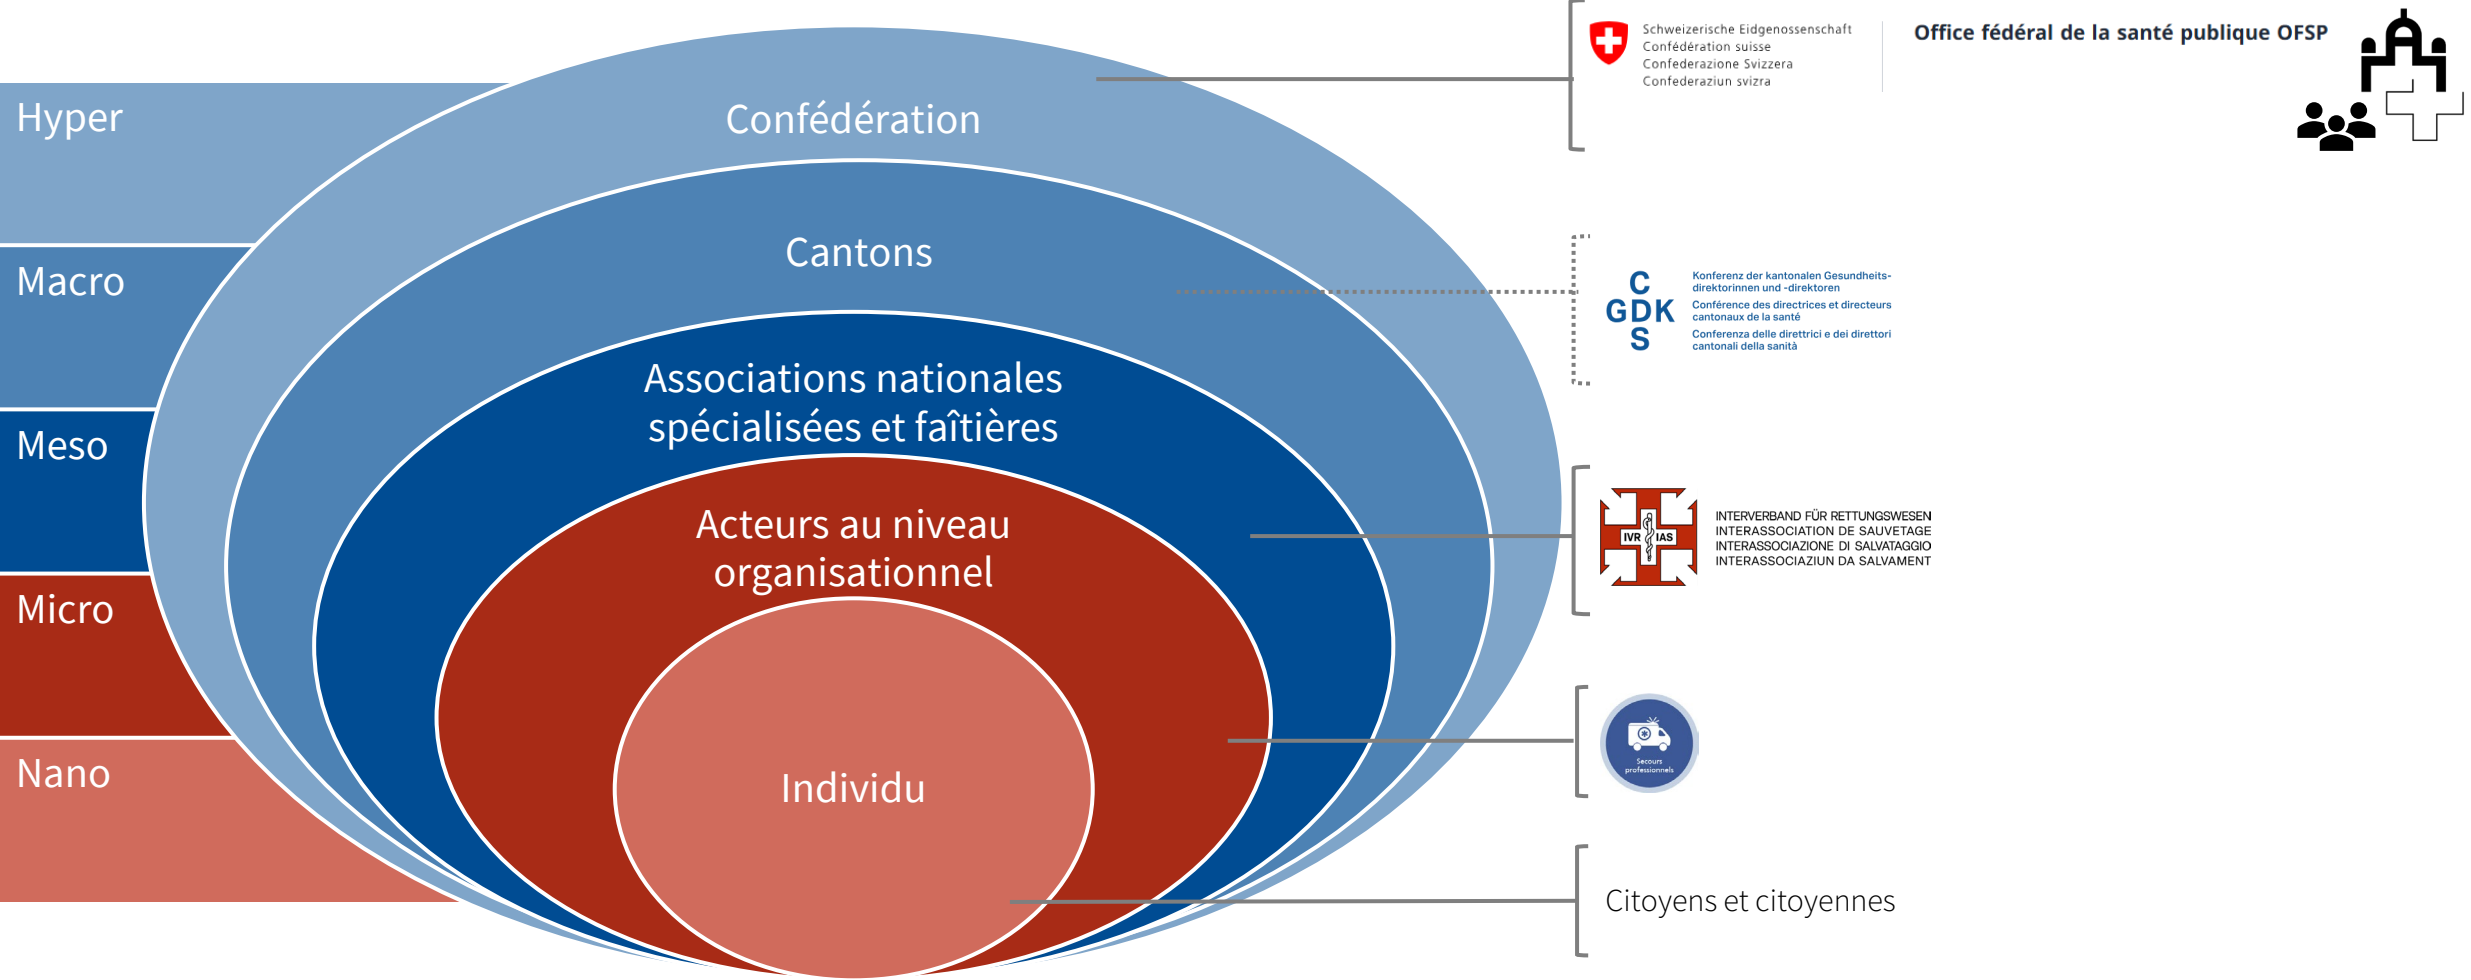 Hyper
Macro
Meso
Micro
Nano
Confédération
Cantons
Associations nationales
spécialisées et faîtières
Acteurs au niveau
organisationnel
Individu
Schweizerische Eidgenossenschaft
Confédération suisse
Confederazione Svizzera
Confederaziun svizra
Office fédéral de la santé publique OFSP
C
GDK
S
Konferenz der kantonalen Gesundheits-
direktorinnen und -direktoren
Conférence des directrices et directeurs
cantonaux de la santé
Conferenza delle direttrici e dei direttori
cantonali della sanità
IVR IAS
INTERVERBAND FÜR RETTUNGSWESEN
INTERASSOCIATION DE SAUVETAGE
INTERASSOCIAZIONE DI SALVATAGGIO
INTERASSOCIAZIUN DA SALVAMENT
Secours
professionnels
Citoyens et citoyennes